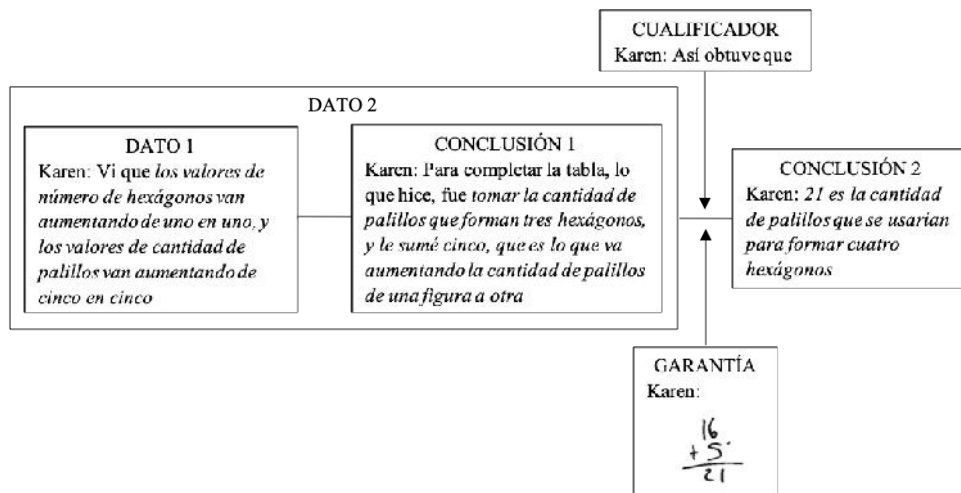 CUALIFICADOR
Karen: Así obtuve que
DATO 2
DATO 1
Karen: Vi que los valores de
número de hexágonos van
aumentando de uno en uno, y
los valores de cantidad de
palillos van aumentando de
cinco en cinco
CONCLUSIÓN 1
Karen: Para completar la tabla, lo
que hice, fue tomar la cantidad de
palillos que forman tres hexágonos,
y le sumé cinco, que es lo que va
aumentando la cantidad de palillos
de una figura a otra
CONCLUSIÓN 2
Karen: 21 es la cantidad
de palillos que se usarían
para formar cuatro
hexágonos
GARANTÍA
Karen:
16
+ 5
21